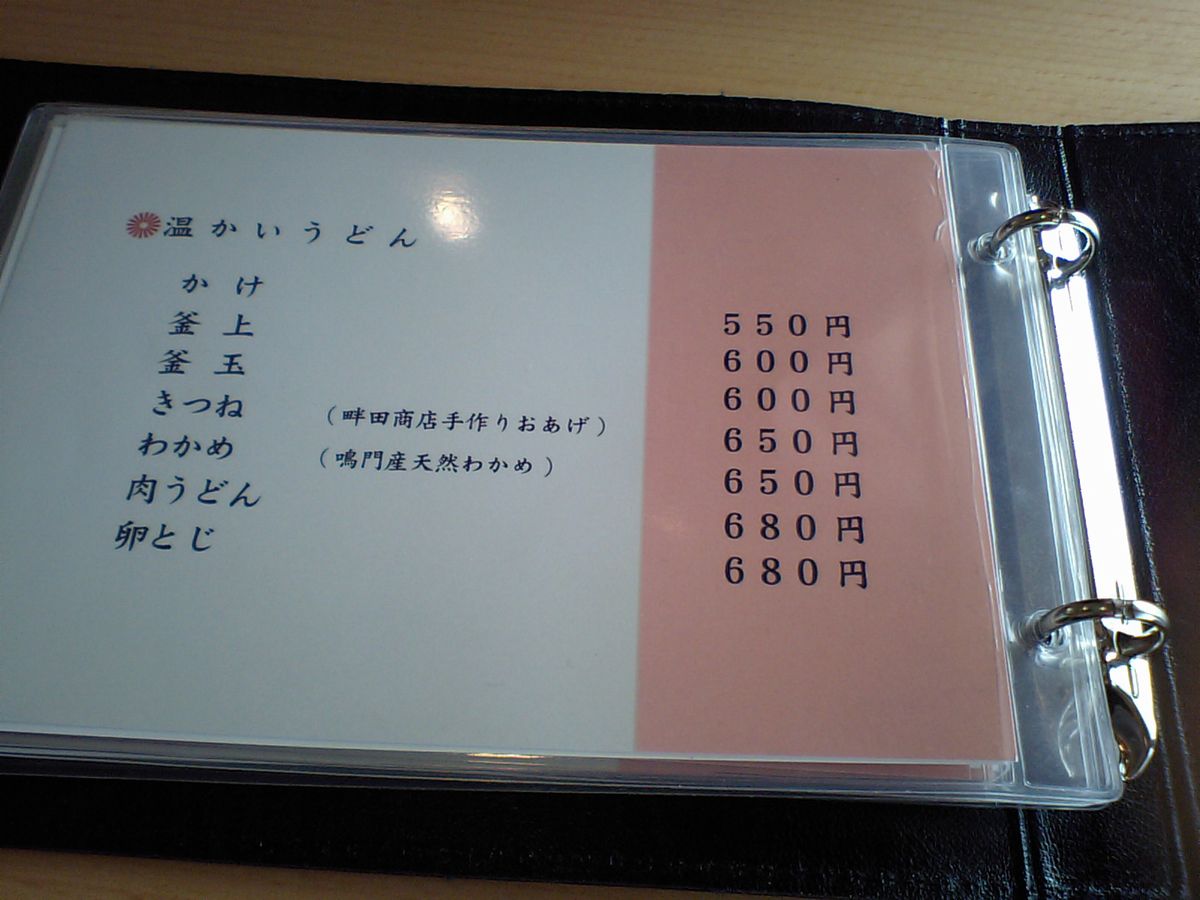 温かいうどん
かけ 550円
釜上 600円
釜玉 600円
きつね (畔田商店手作りおあげ) 650円
わかめ (鳴門産天然わかめ) 650円
肉うどん 680円
卵とじ 680円